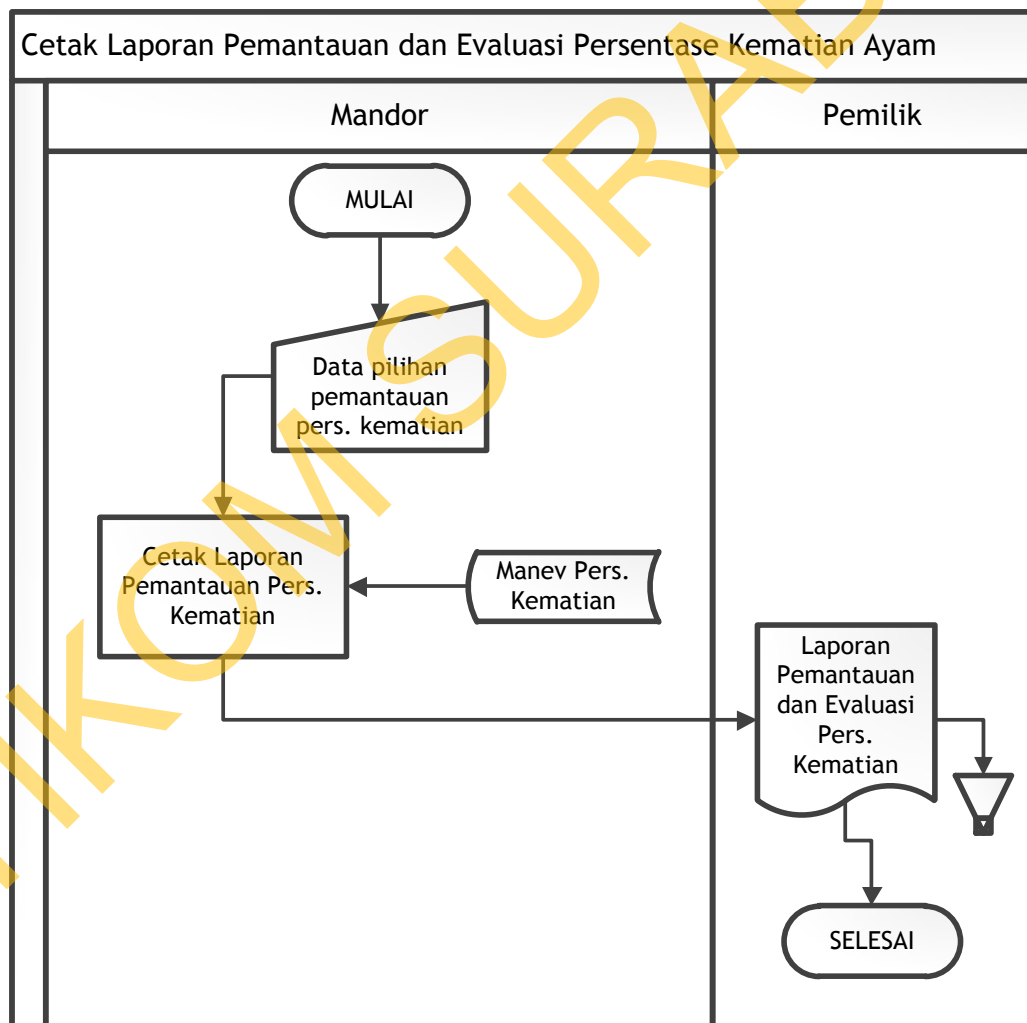 Cetak Laporan Pemantauan dan Evaluasi Persentase Kematian Ayam
Mandor
Pemilik
MULAI
Data pilihan
pemantauan
pers. kematian
Cetak Laporan
Pemantauan Pers.
Kematian
Manev Pers.
Kematian
Laporan
Pemantauan
dan Evaluasi
Pers.
Kematian
SELESAI
IKOM SURAB